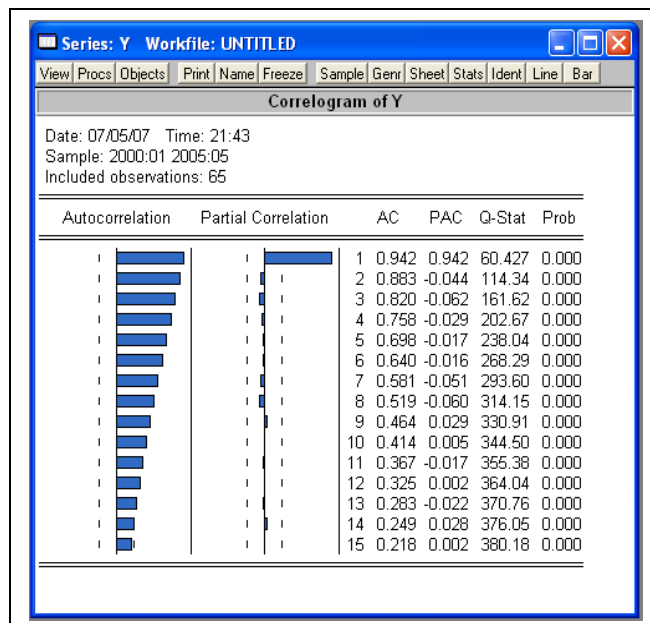 Series: Y Workfile: UNTITLED
View Procs Objects Print Name Freeze Sample Genr Sheet Stats Ident Line Bar
Correlogram of Y
Date: 07/05/07 Time: 21:43
Sample: 2000:01 2005:05
Included observations: 65
Autocorrelation Partial Correlation AC PAC Q-Stat Prob
1 0.942 0.942 60.427 0.000
2 0.883 -0.044 114.34 0.000
3 0.820 -0.062 161.62 0.000
4 0.758 -0.029 202.67 0.000
5 0.698 -0.017 238.04 0.000
6 0.640 -0.016 268.29 0.000
7 0.581 -0.051 293.60 0.000
8 0.519 -0.060 314.15 0.000
9 0.464 0.029 330.91 0.000
10 0.414 0.005 344.50 0.000
11 0.367 -0.017 355.38 0.000
12 0.325 0.002 364.04 0.000
13 0.283 -0.022 370.76 0.000
14 0.249 0.028 376.05 0.000
15 0.218 0.002 380.18 0.000